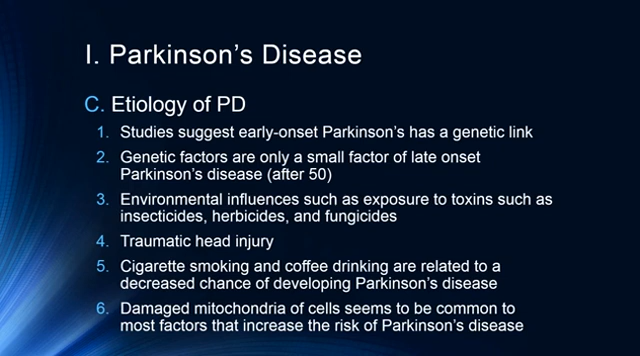 I. Parkinson's Disease
C. Etiology of PD
1. Studies suggest early-onset Parkinson's has a genetic link
2. Genetic factors are only a small factor of late onset
Parkinson's disease (after 50)
3. Environmental influences such as exposure to toxins such as
insecticides, herbicides, and fungicides
4. Traumatic head injury
5. Cigarette smoking and coffee drinking are related to a
decreased chance of developing Parkinson's disease
6. Damaged mitochondria of cells seems to be common to
most factors that increase the risk of Parkinson's disease